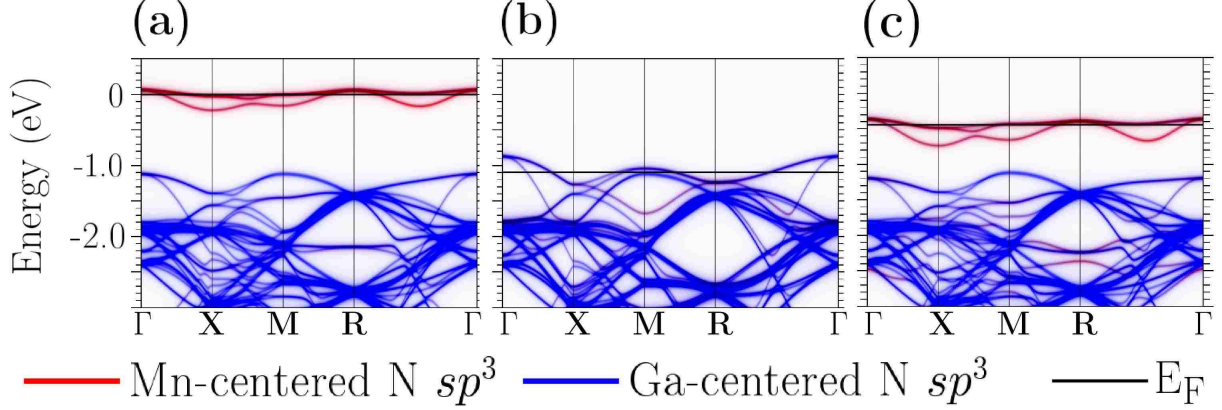 (a) (b) (c)
Energy (eV)
0
-1.0
-2.0
Γ X M R Γ X M R Γ X M R Γ
Mn-centered N sp³ Ga-centered N sp³ E_F